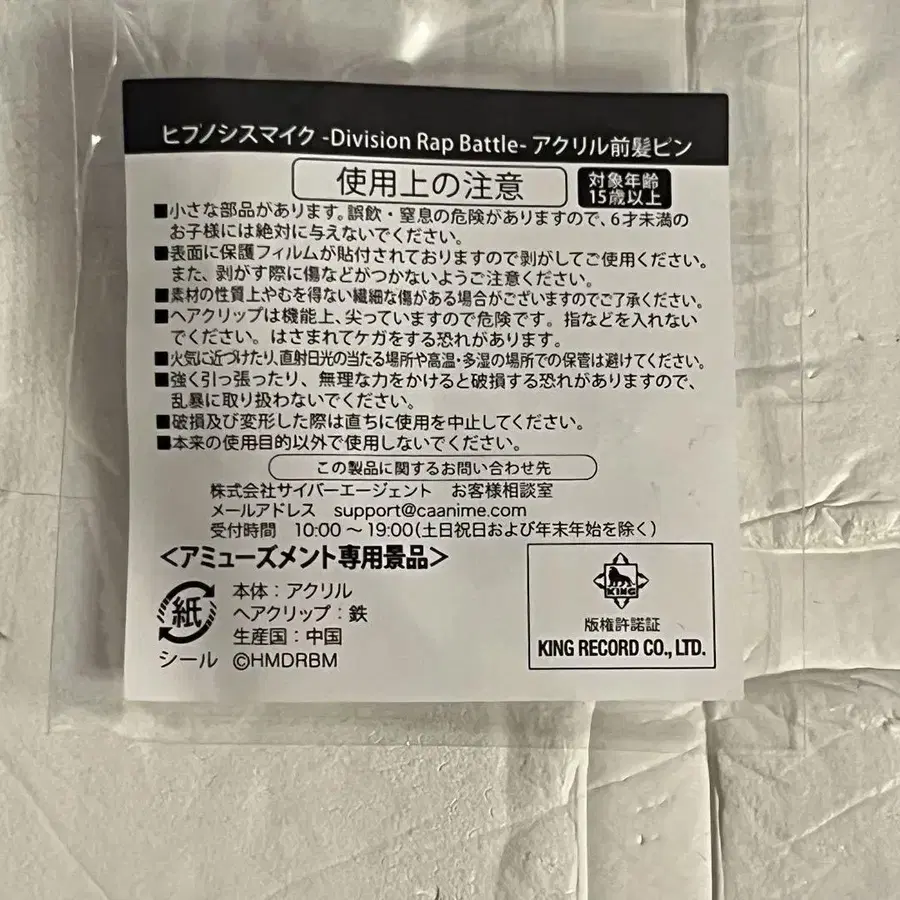 ヒプノシスマイク -Division Rap Battle- アクリル前髪ピン
使用上の注意
対象年齢
15歳以上
■小さな部品があります。誤飲・窒息の危険がありますので、6才未満の
お子様には絶対に与えないでください。
■表面に保護フィルムが貼付されておりますので剥がしてご使用ください。
また、剥がす際に傷などがつかないようご注意ください。
■素材の性質上やむを得ない繊細な傷がある場合がございますのでご了承ください。
■ヘアクリップは機能上、尖っていますので危険です。指などを入れない
でください。はさまれてケガをする恐れがあります。
■火気に近づけたり、直射日光の当たる場所や高温・多湿の場所での保管は避けてください。
■強く引っ張ったり、無理な力をかけると破損する恐れがありますので、
乱暴に取り扱わないでください。
■破損及び変形した際は直ちに使用を中止してください。
■本来の使用目的以外で使用しないでください。
この製品に関するお問い合わせ先
株式会社サイバーエージェント お客様相談室
メールアドレス support@caanime.com
受付時間 10:00〜19:00(土日祝日および年末年始を除く)
<アミューズメント専用景品>
紙
シール
本体:アクリル
ヘアクリップ:鉄
生産国:中国
©HMDRBM
KING
版権許諾証
KING RECORD CO., LTD.